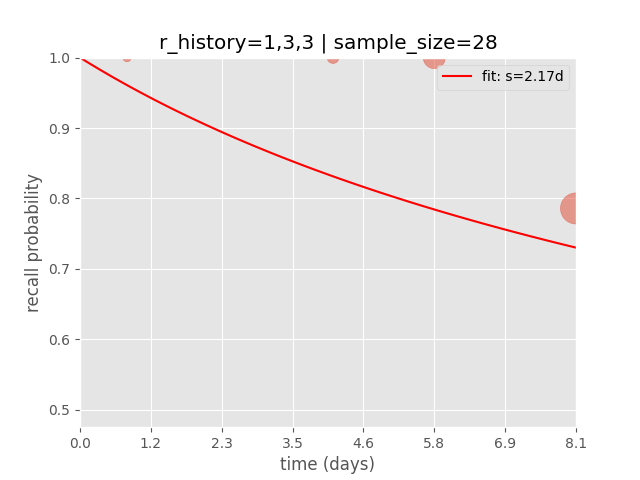 r_history=1,3,3 | sample_size=28
fit: s=2.17d
recall probability
1.0
0.9
0.8
0.7
0.6
0.5
0.0 1.2 2.3 3.5 4.6 5.8 6.9 8.1
time (days)